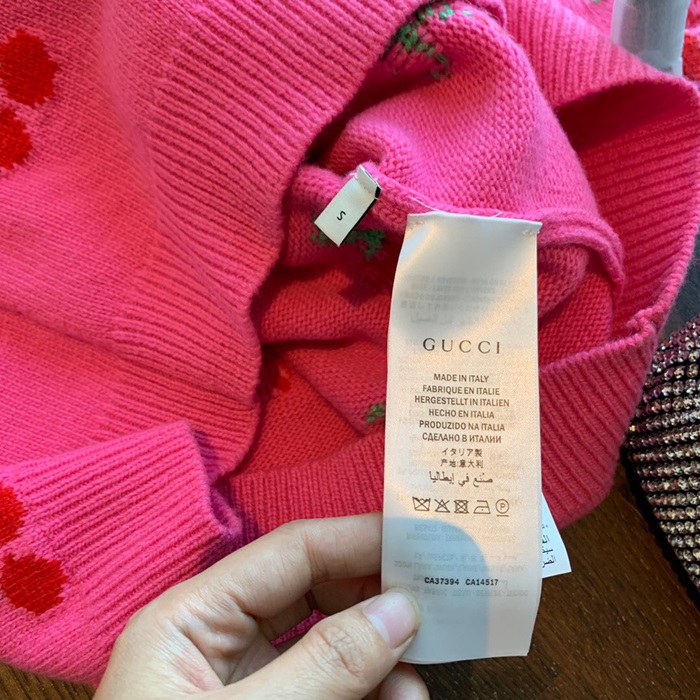 S
GUCCI
MADE IN ITALY
FABRIQUE EN ITALIE
HERGESTELLT IN ITALIEN
HECHO EN ITALIA
PRODUZIDO NA ITALIA
СДЕЛАНО В ИТАЛИИ
イタリア製
产地:意大利
صنع في إيطاليا
P
CA37394 CA14517